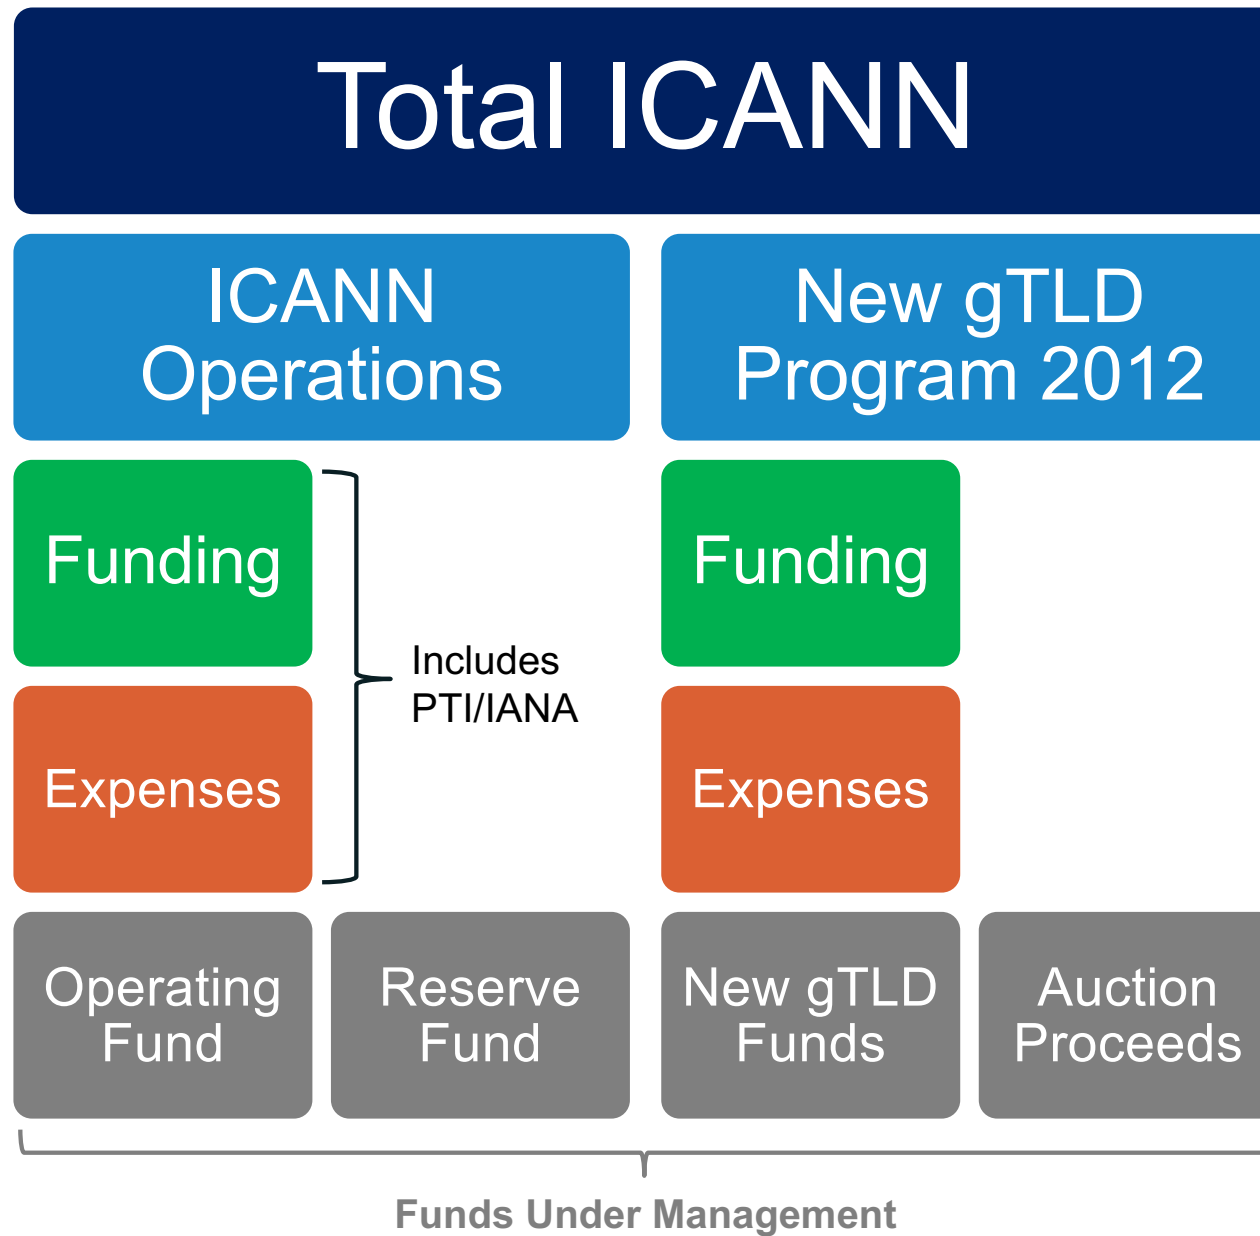 Total ICANN
ICANN
Operations
New gTLD
Program 2012
Funding
Funding
Includes
PTI/IANA
Expenses
Expenses
Operating
Fund
Reserve
Fund
New gTLD
Funds
Auction
Proceeds
Funds Under Management